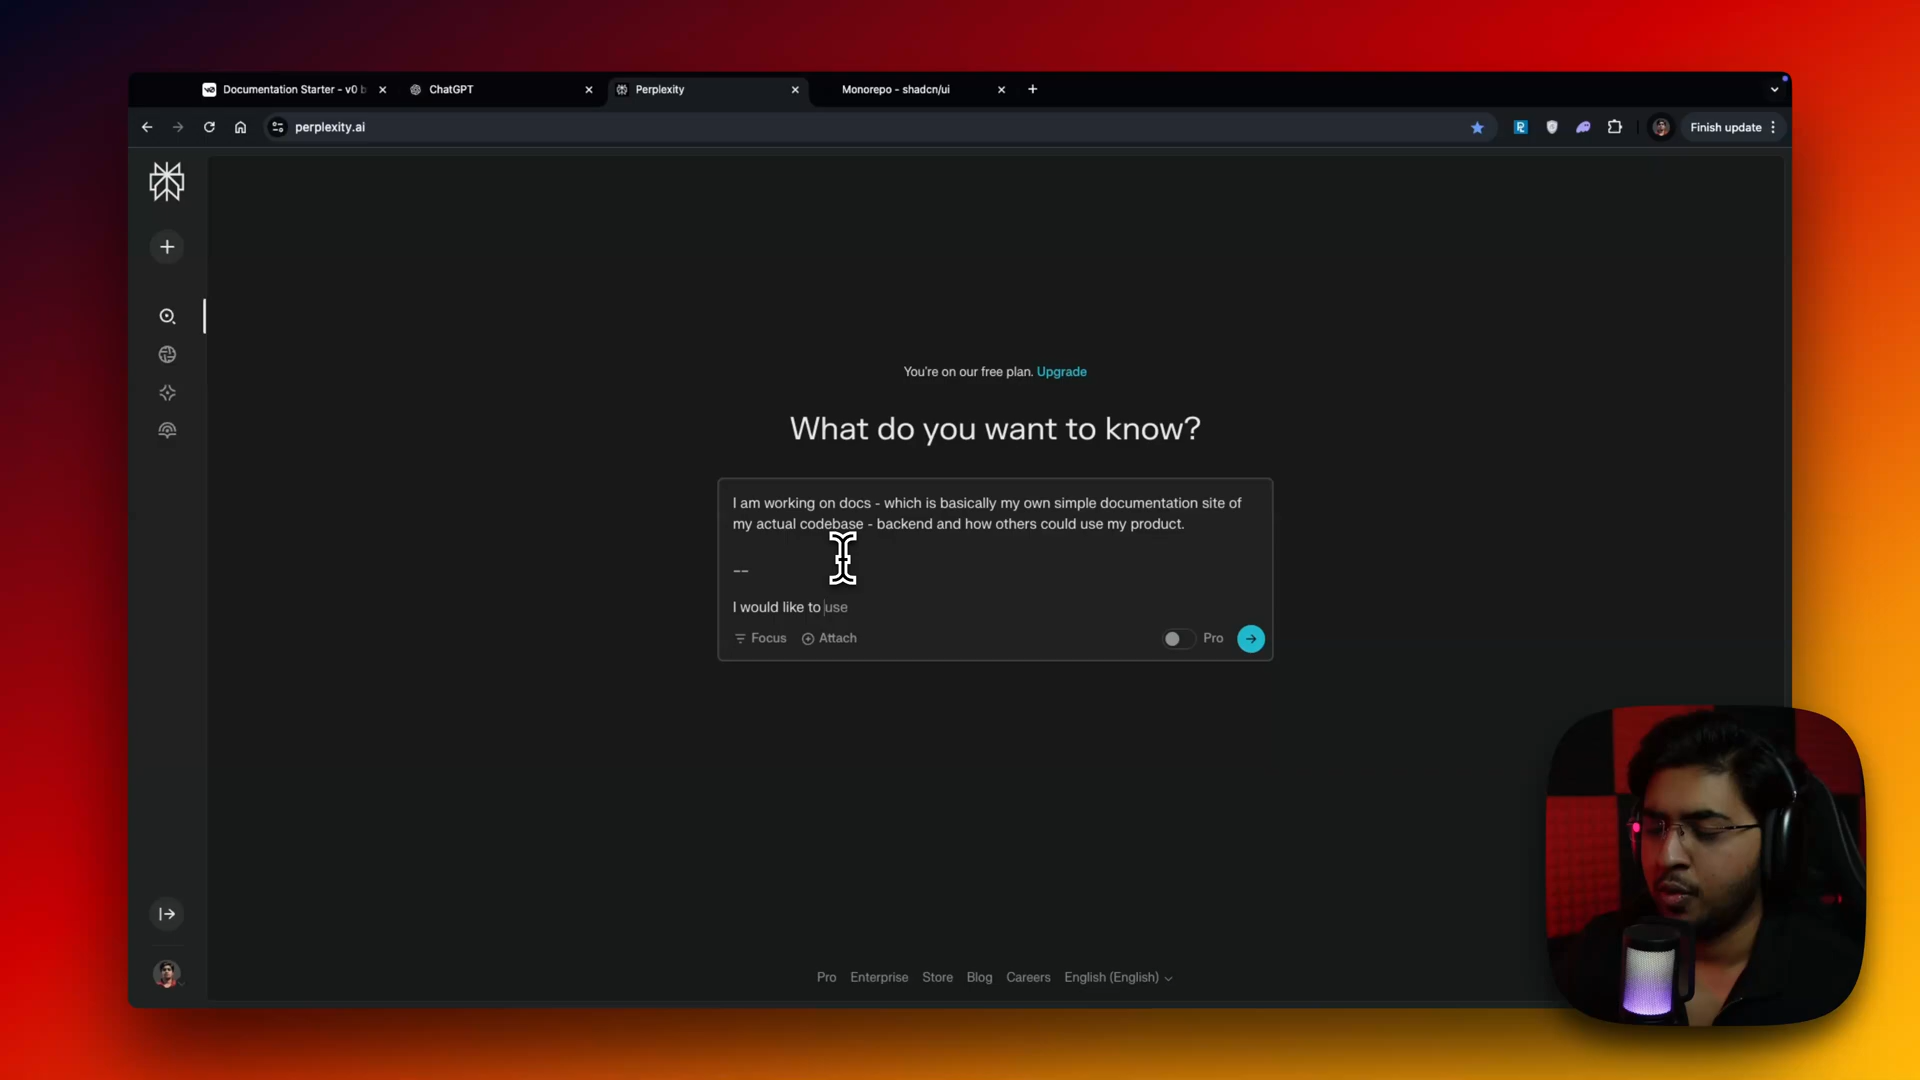 Documentation Starter - v0 b
ChatGPT
Perplexity
Monorepo - shadcn/ui
perplexity.ai
Finish update
You're on our free plan. Upgrade
What do you want to know?
I am working on docs - which is basically my own simple documentation site of
my actual codebase - backend and how others could use my product.
--
I would like to use
Focus Attach Pro
Pro Enterprise Store Blog Careers English (English)